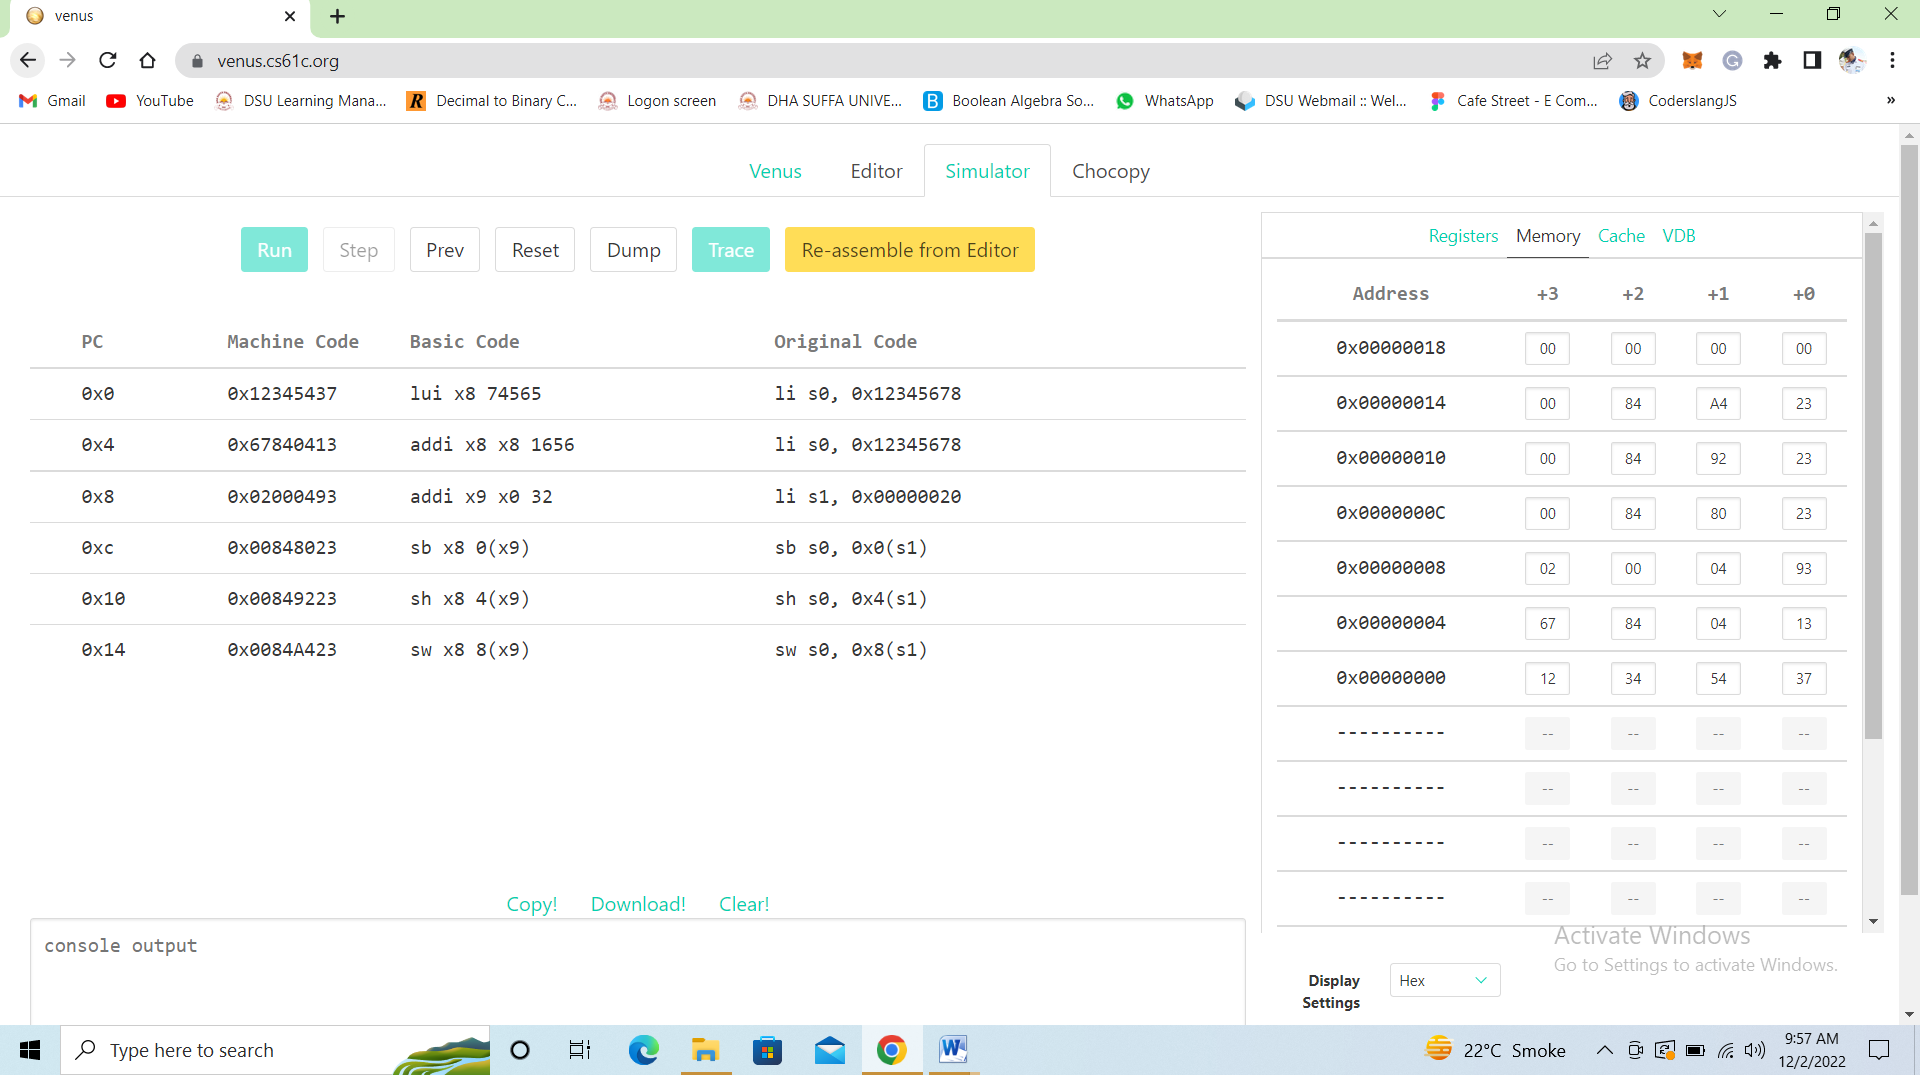 venus
venus.cs61c.org
Gmail YouTube DSU Learning Mana... Decimal to Binary C... Logon screen DHA SUFFA UNIVE... Boolean Algebra So... WhatsApp DSU Webmail :: Wel... Cafe Street - E Com... CoderslangJS »
Venus Editor Simulator Chocopy
Run Step Prev Reset Dump Trace Re-assemble from Editor
PC Machine Code Basic Code Original Code
0x0 0x12345437 lui x8 74565 li s0, 0x12345678
0x4 0x67840413 addi x8 x8 1656 li s0, 0x12345678
0x8 0x02000493 addi x9 x0 32 li s1, 0x00000020
0xc 0x00848023 sb x8 0(x9) sb s0, 0x0(s1)
0x10 0x00849223 sh x8 4(x9) sh s0, 0x4(s1)
0x14 0x0084A423 sw x8 8(x9) sw s0, 0x8(s1)
Copy! Download! Clear!
console output
Registers Memory Cache VDB
Address +3 +2 +1 +0
0x00000018 00 00 00 00
0x00000014 00 84 A4 23
0x00000010 00 84 92 23
0x0000000C 00 84 80 23
0x00000008 02 00 04 93
0x00000004 67 84 04 13
0x00000000 12 34 54 37
---------- -- -- -- --
---------- -- -- -- --
---------- -- -- -- --
---------- -- -- -- --
Activate Windows
Go to Settings to activate Windows.
Display Settings Hex
Type here to search
22°C Smoke
9:57 AM
12/2/2022